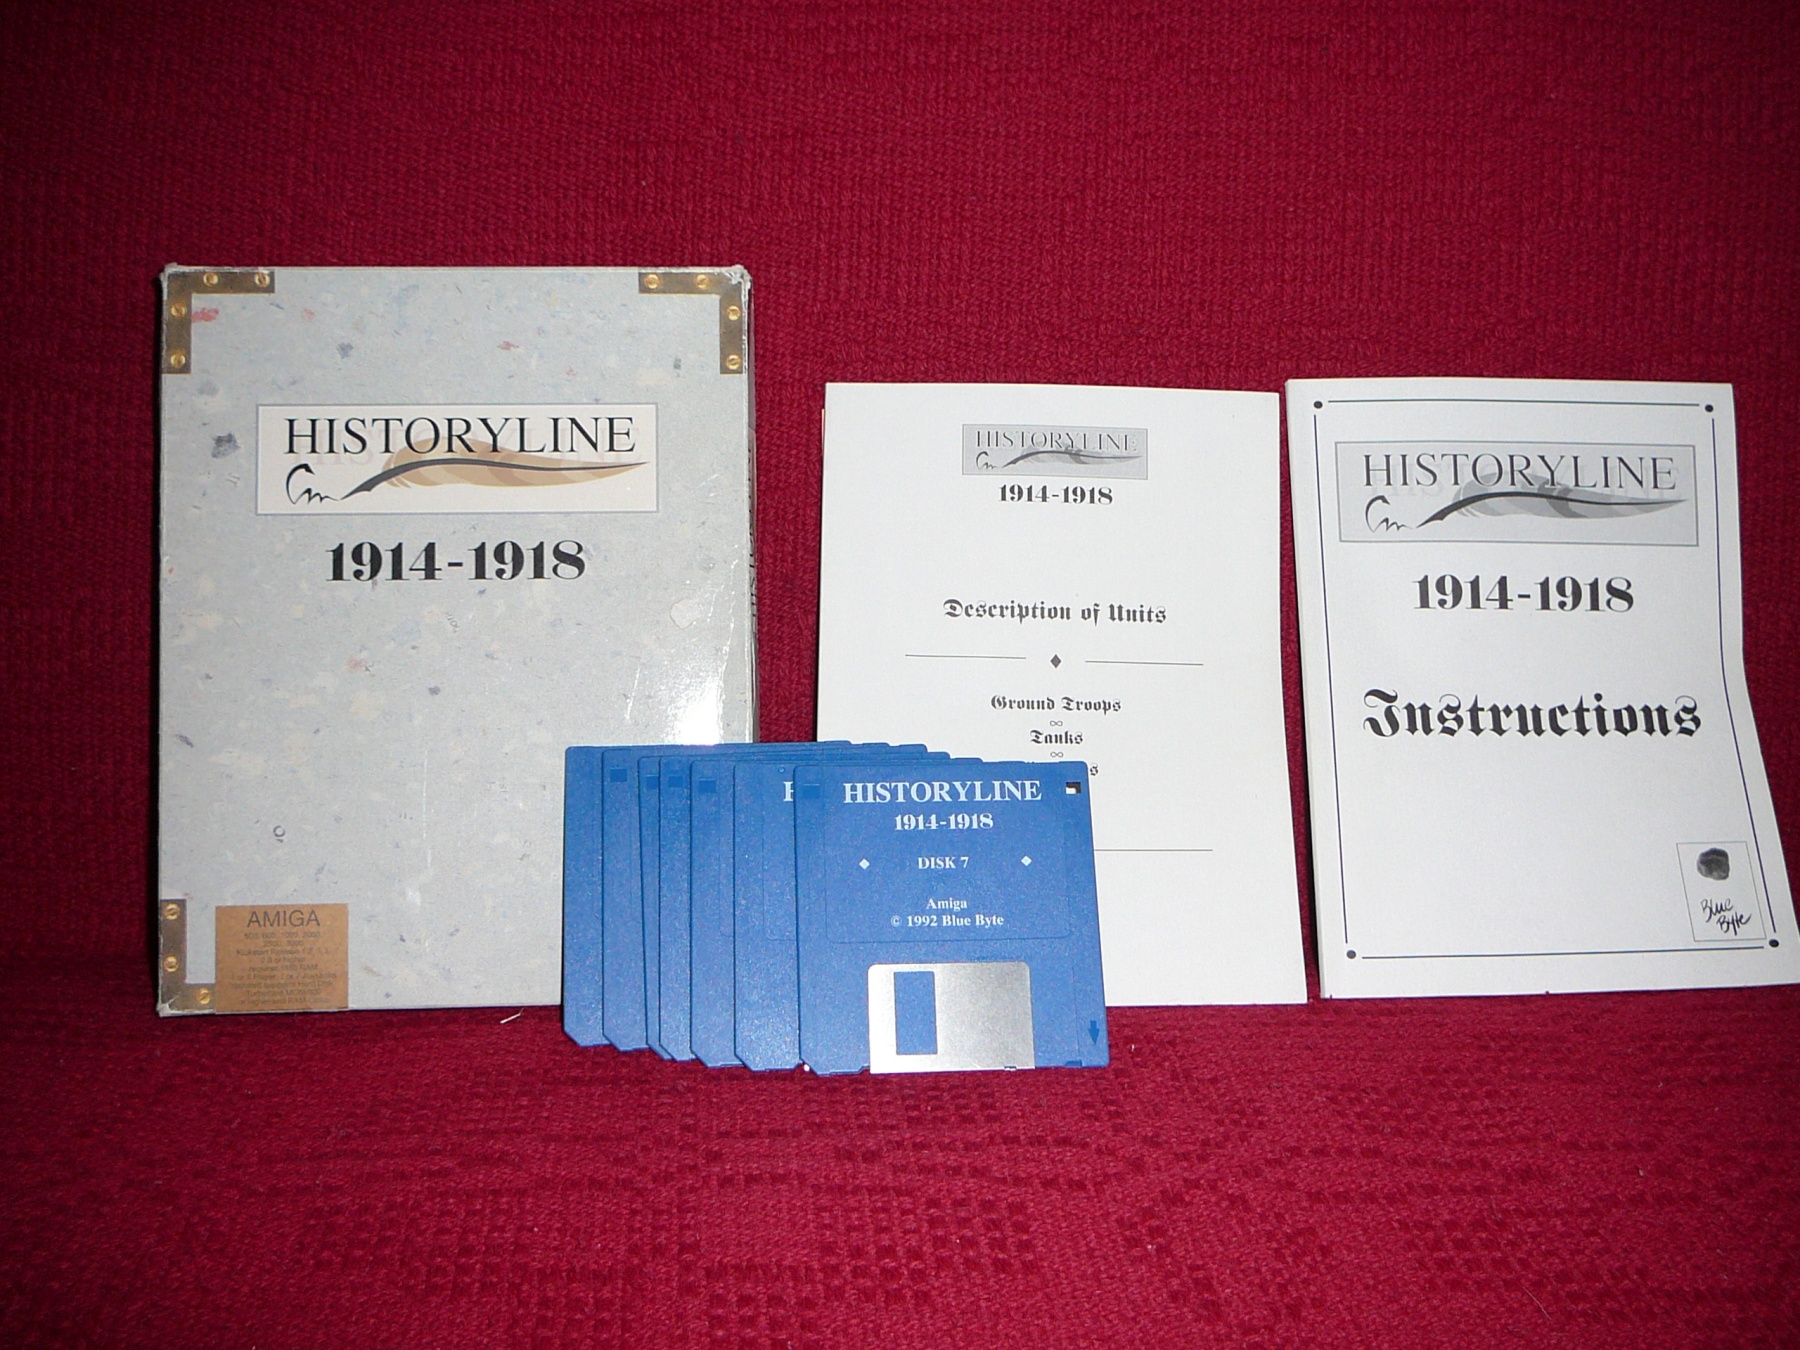 HISTORYLINE
1914-1918
AMIGA
HISTORYLINE
1914-1918
Description of Units
Ground Troops
∞
Tanks
∞
s
HISTORYLINE
1914-1918
Instructions
Blue
Byte
H
HISTORYLINE
1914-1918
DISK 7
Amiga
© 1992 Blue Byte